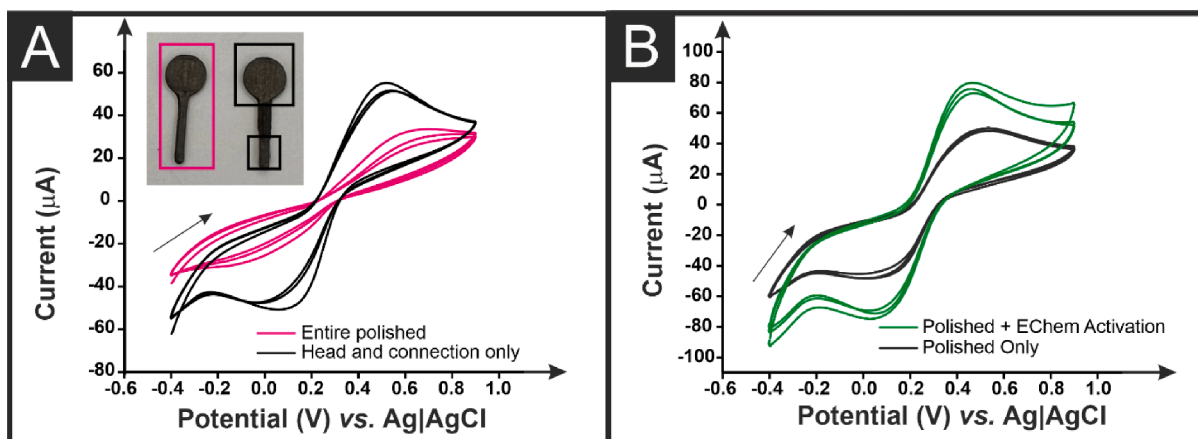 A
Current (μA)
60
40
20
0
-20
-40
-60
-80
-0.6 -0.4 -0.2 0.0 0.2 0.4 0.6 0.8 1.0
Potential (V) vs. Ag|AgCl
Entire polished
Head and connection only
B
Current (μA)
100
80
60
40
20
0
-20
-40
-60
-80
-100
-0.6 -0.4 -0.2 0.0 0.2 0.4 0.6 0.8 1.0
Potential (V) vs. Ag|AgCl
Polished + EChem Activation
Polished Only